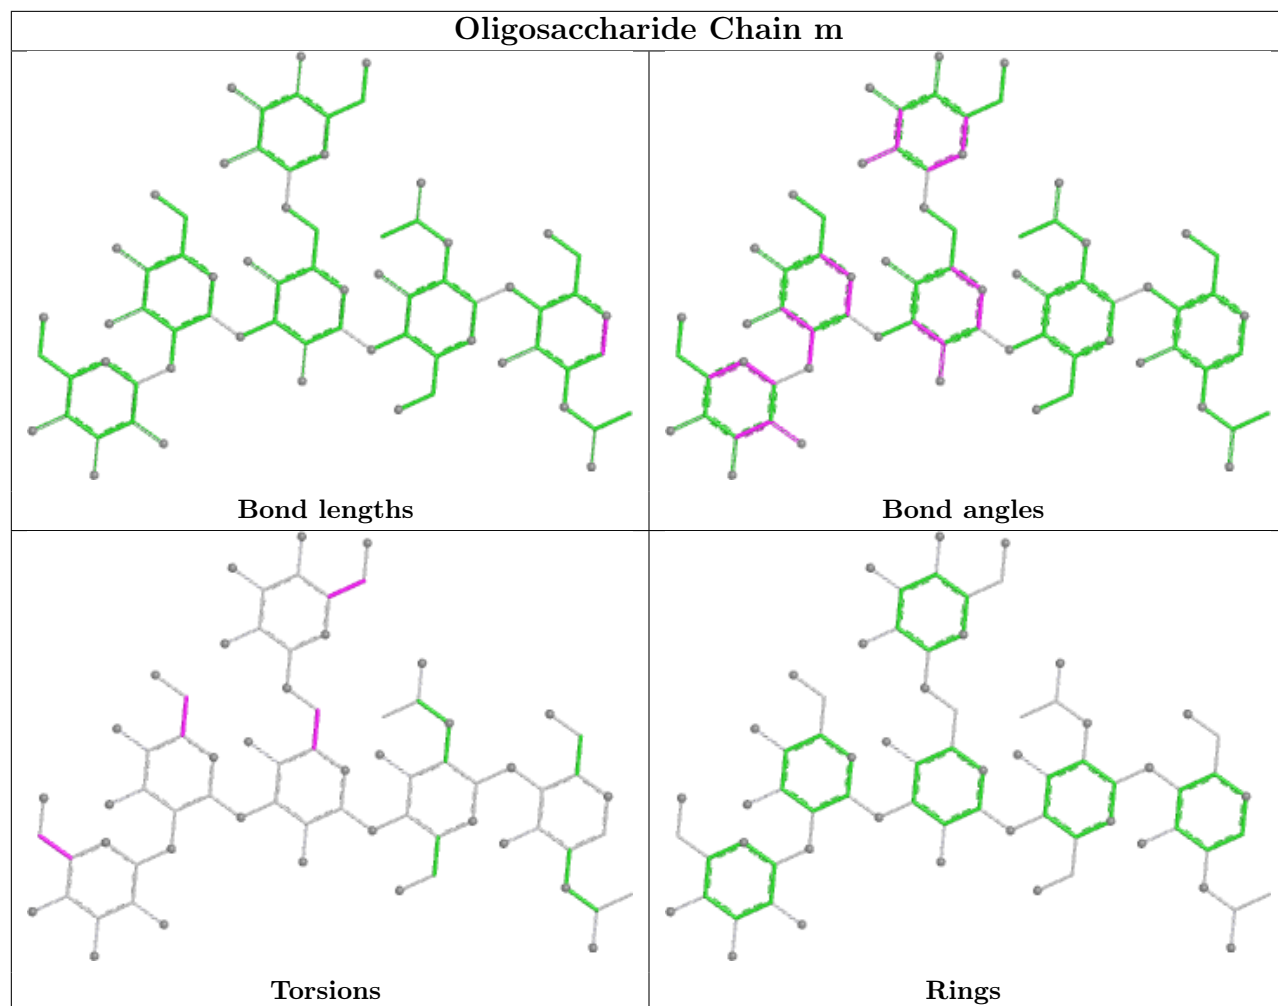 Oligosaccharide Chain m
Bond lengths
Bond angles
Torsions
Rings